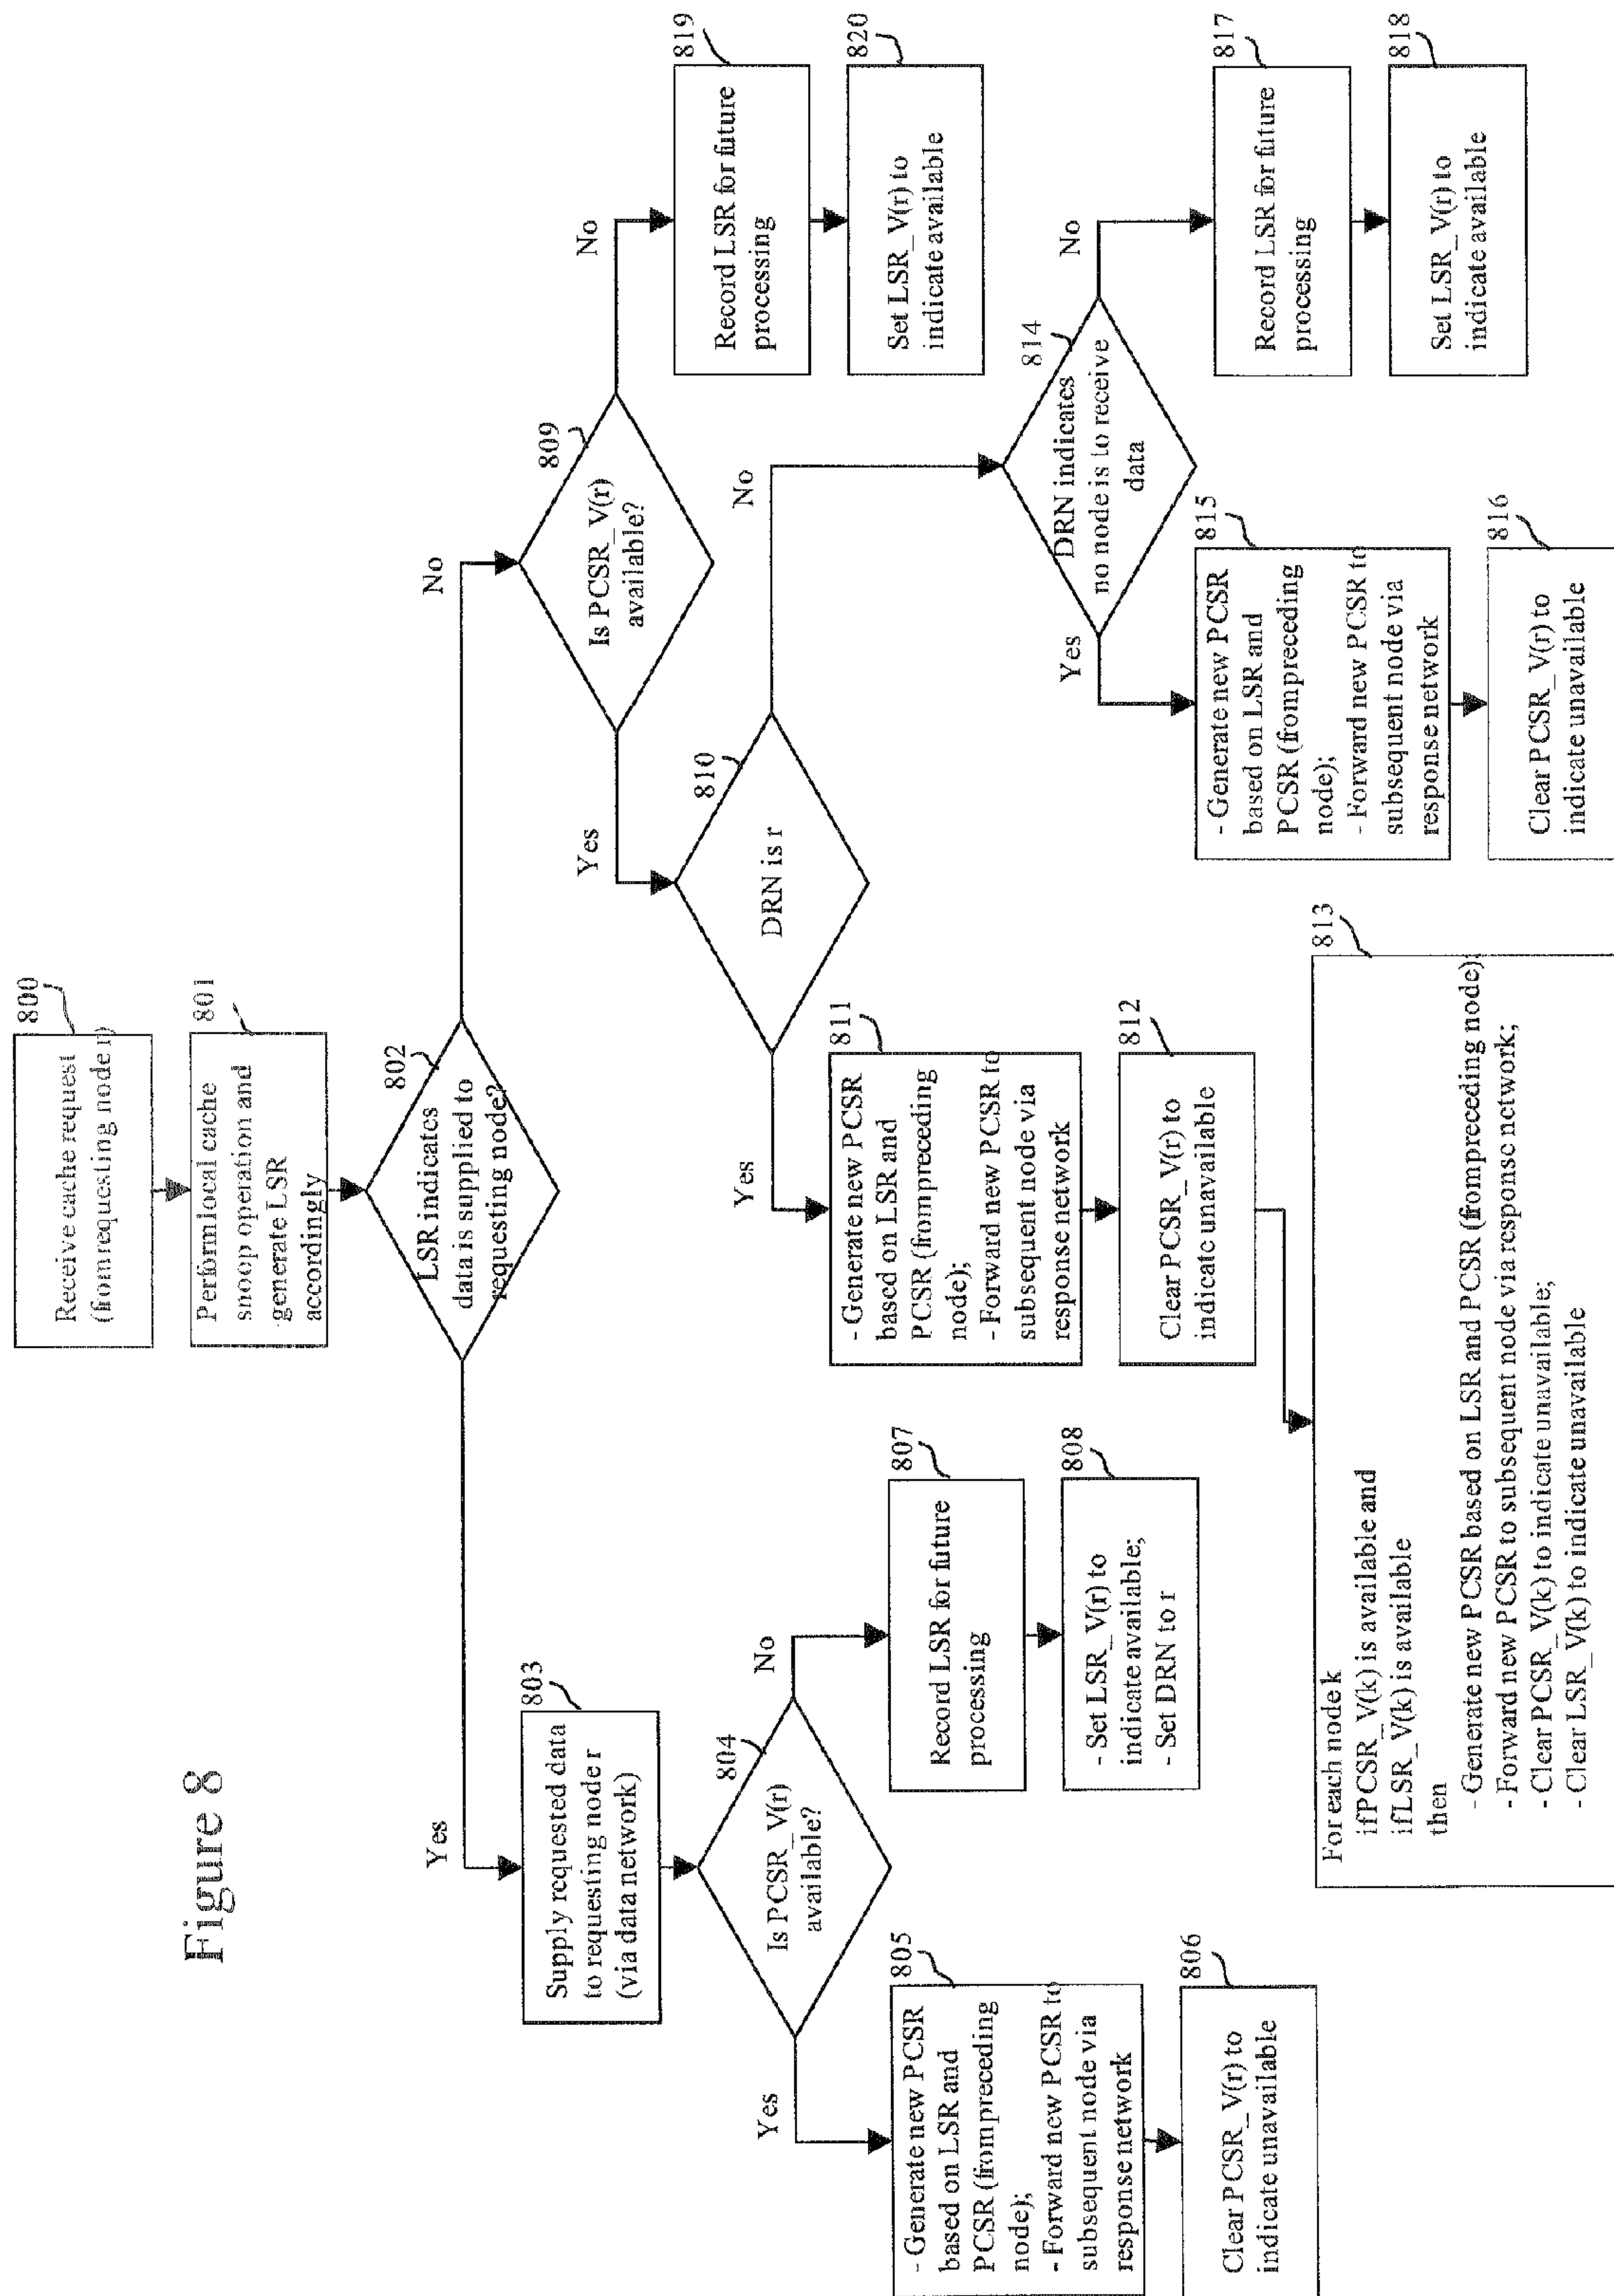 Figure 8
800
Receive cache request
(from requesting node r)
801
Perform local cache
snoop operation and
generate LSR
accordingly
802
LSR indicates
data is supplied to
requesting node?
Yes
No
803
Supply requested data
to requesting node r
(via data network)
804
Is PCSR_V(r)
available?
Yes
No
805
- Generate new PCSR
based on LSR and
PCSR (from preceding
node);
- Forward new PCSR to
subsequent node via
response network
806
Clear PCSR_V(r) to
indicate unavailable
807
Record LSR for future
processing
808
- Set LSR_V(r) to
indicate available;
- Set DRN to r
809
Is PCSR_V(r)
available?
Yes
No
810
DRN is r
Yes
No
811
- Generate new PCSR
based on LSR and
PCSR (from preceding
node);
- Forward new PCSR to
subsequent node via
response network
812
Clear PCSR_V(r) to
indicate unavailable
813
For each node k
if PCSR_V(k) is available and
if LSR_V(k) is available
then
- Generate new PCSR based on LSR and PCSR (from preceding node);
- Forward new PCSR to subsequent node via response network;
- Clear PCSR_V(k) to indicate unavailable;
- Clear LSR_V(k) to indicate unavailable
814
DRN indicates
no node is to receive
data
Yes
No
815
- Generate new PCSR
based on LSR and
PCSR (from preceding
node);
- Forward new PCSR to
subsequent node via
response network
816
Clear PCSR_V(r) to
indicate unavailable
817
Record LSR for future
processing
818
Set LSR_V(r) to
indicate available
819
Record LSR for future
processing
820
Set LSR_V(r) to
indicate available